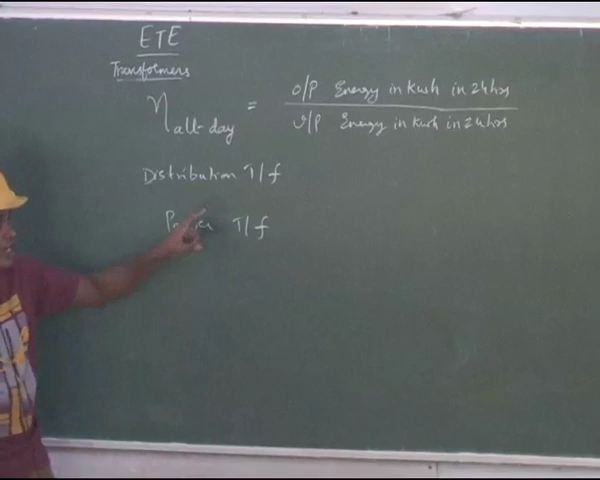 ETE
Transformers
η all-day = O/P Energy in kwh in 24hrs
I/P Energy in kwh in 24hrs
Distribution T/f
T/f